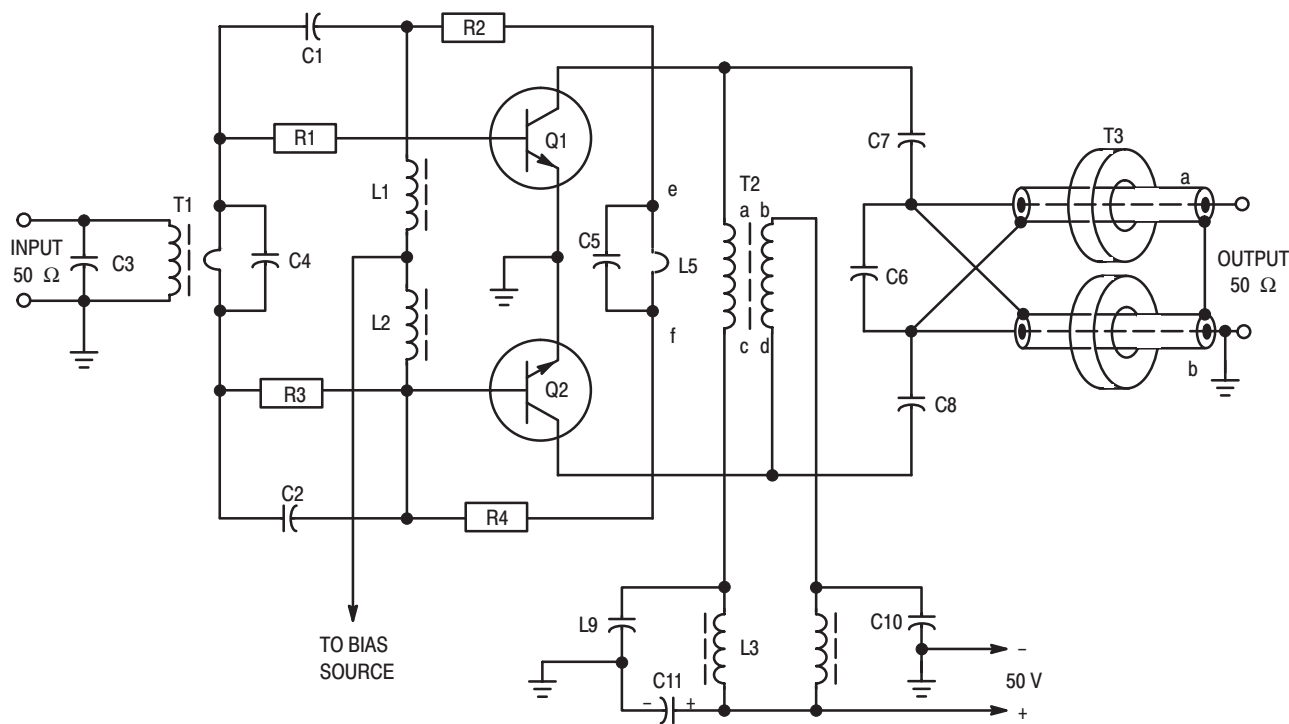 C1
R2
R1
Q1
T1
L1
e
C7
T3
a
T2
a b
INPUT
50 Ω
C3
C4
C5
L5
C6
OUTPUT
50 Ω
L2
f
c d
R3
Q2
b
C8
C2
R4
TO BIAS
SOURCE
L9
L3
C10
–
50 V
C11
– +
+